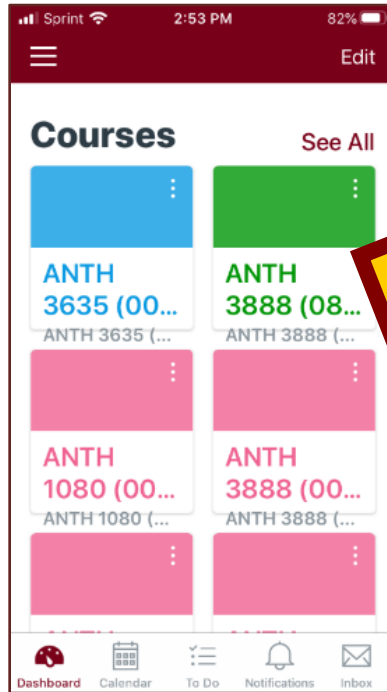 Sprint 2:53 PM 82%
Edit
Courses See All
ANTH
3635 (00...
ANTH 3635 (...
ANTH
3888 (08...
ANTH 3888 (...
ANTH
1080 (00...
ANTH 1080 (...
ANTH
3888 (00...
ANTH 3888 (...
Dashboard Calendar To Do Notifications Inbox